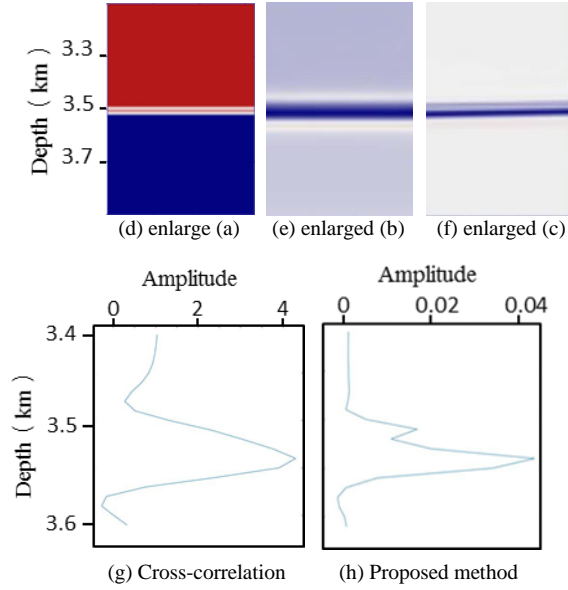 3.3
3.5
3.7
Depth ( km )
(d) enlarge (a) (e) enlarged (b) (f) enlarged (c)
Amplitude Amplitude
0 2 4 0 0.02 0.04
3.4
3.5
3.6
Depth ( km )
(g) Cross-correlation (h) Proposed method